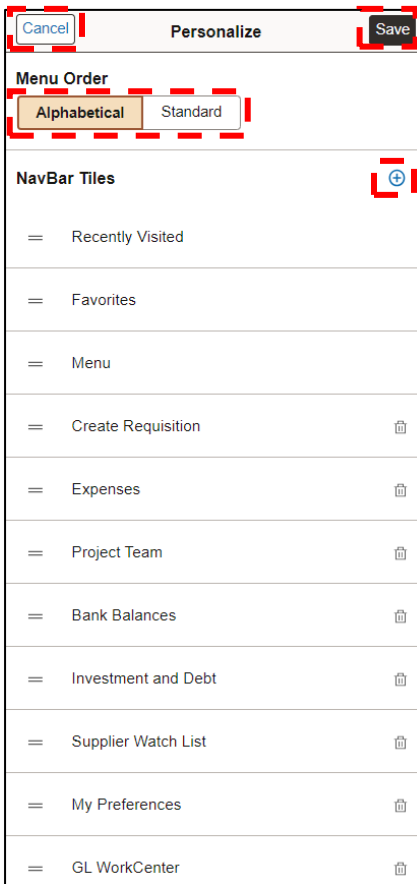 Cancel Personalize Save
Menu Order
Alphabetical Standard
NavBar Tiles
Recently Visited
Favorites
Menu
Create Requisition
Expenses
Project Team
Bank Balances
Investment and Debt
Supplier Watch List
My Preferences
GL WorkCenter